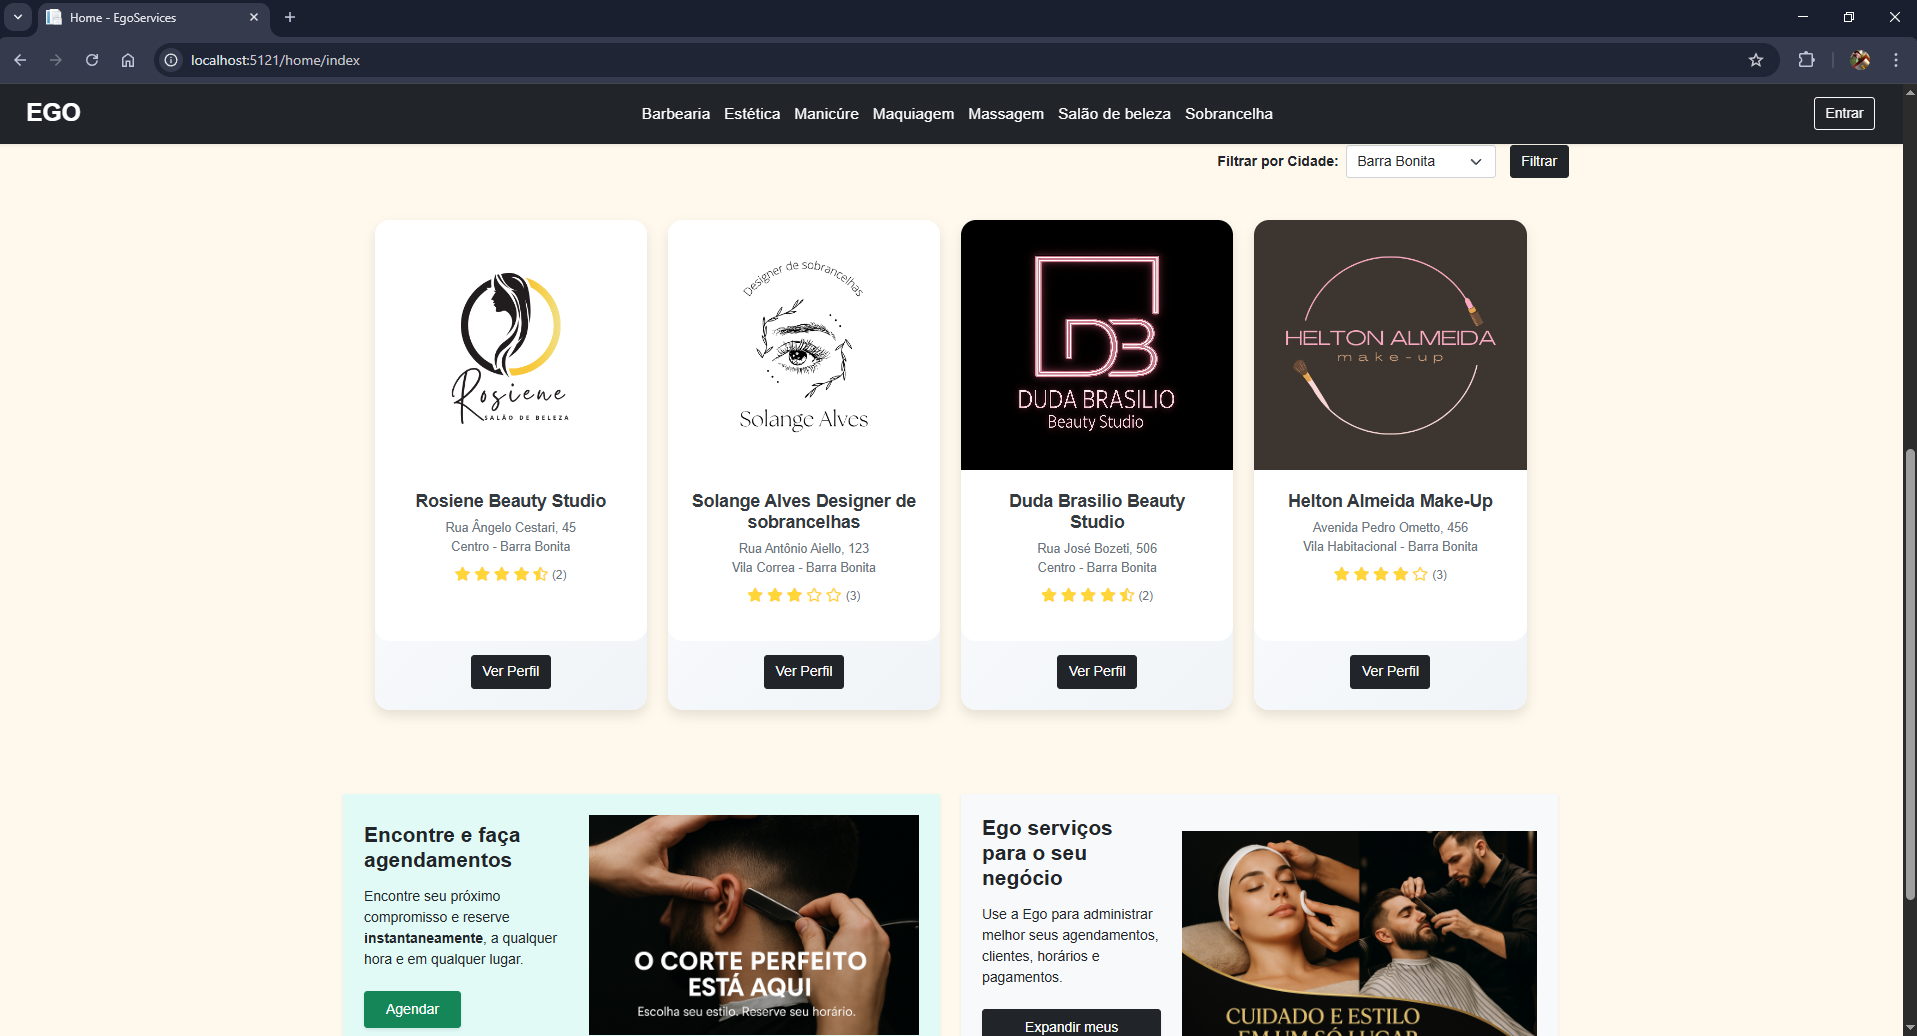 Home - EgoServices
localhost:5121/home/index
EGO
Barbearia Estética Manicúre Maquiagem Massagem Salão de beleza Sobrancelha
Entrar
Filtrar por Cidade: Barra Bonita Filtrar
Rosiene
SALÃO DE BELEZA
Designer de sobrancelhas
Solange Alves
DB
DUDA BRASILIO
Beauty Studio
HELTON ALMEIDA
make-up
Rosiene Beauty Studio
Rua Ângelo Cestari, 45
Centro - Barra Bonita
(2)
Ver Perfil
Solange Alves Designer de
sobrancelhas
Rua Antônio Aiello, 123
Vila Correa - Barra Bonita
(3)
Ver Perfil
Duda Brasilio Beauty
Studio
Rua José Bozeti, 506
Centro - Barra Bonita
(2)
Ver Perfil
Helton Almeida Make-Up
Avenida Pedro Ometto, 456
Vila Habitacional - Barra Bonita
(3)
Ver Perfil
Encontre e faça
agendamentos
Encontre seu próximo
compromisso e reserve
instantaneamente, a qualquer
hora e em qualquer lugar.
Agendar
O CORTE PERFEITO
ESTÁ AQUI
Escolha seu estilo. Reserve seu horário.
Ego serviços
para o seu
negócio
Use a Ego para administrar
melhor seus agendamentos,
clientes, horários e
pagamentos.
Expandir meus
CUIDADO E ESTILO
EM UM SÓ LUGAR